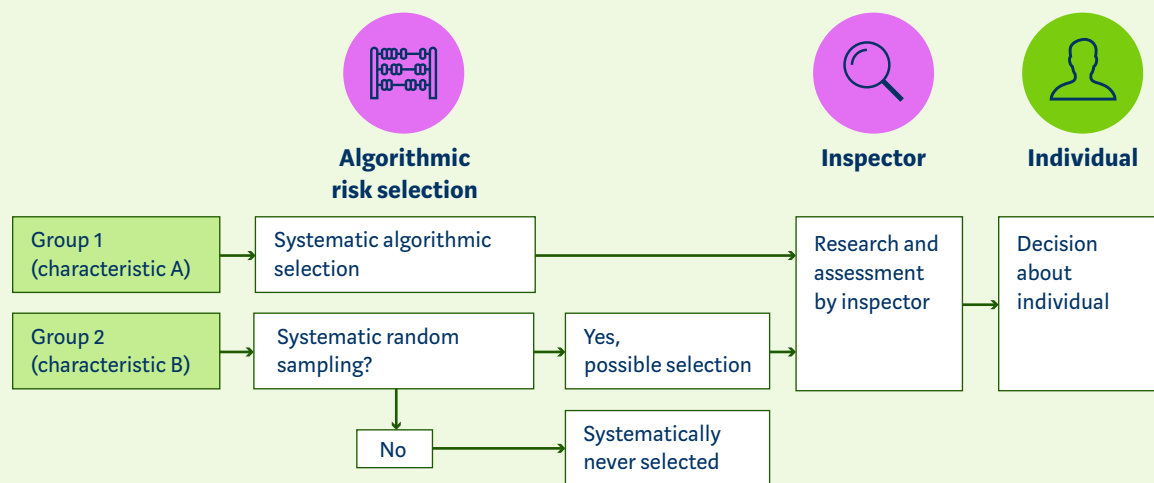 Algorithmic
risk selection
Inspector
Individual
Group 1
(characteristic A)
Systematic algorithmic
selection
Research and
assessment
by inspector
Decision
about
individual
Group 2
(characteristic B)
Systematic random
sampling?
Yes,
possible selection
No
Systematically
never selected